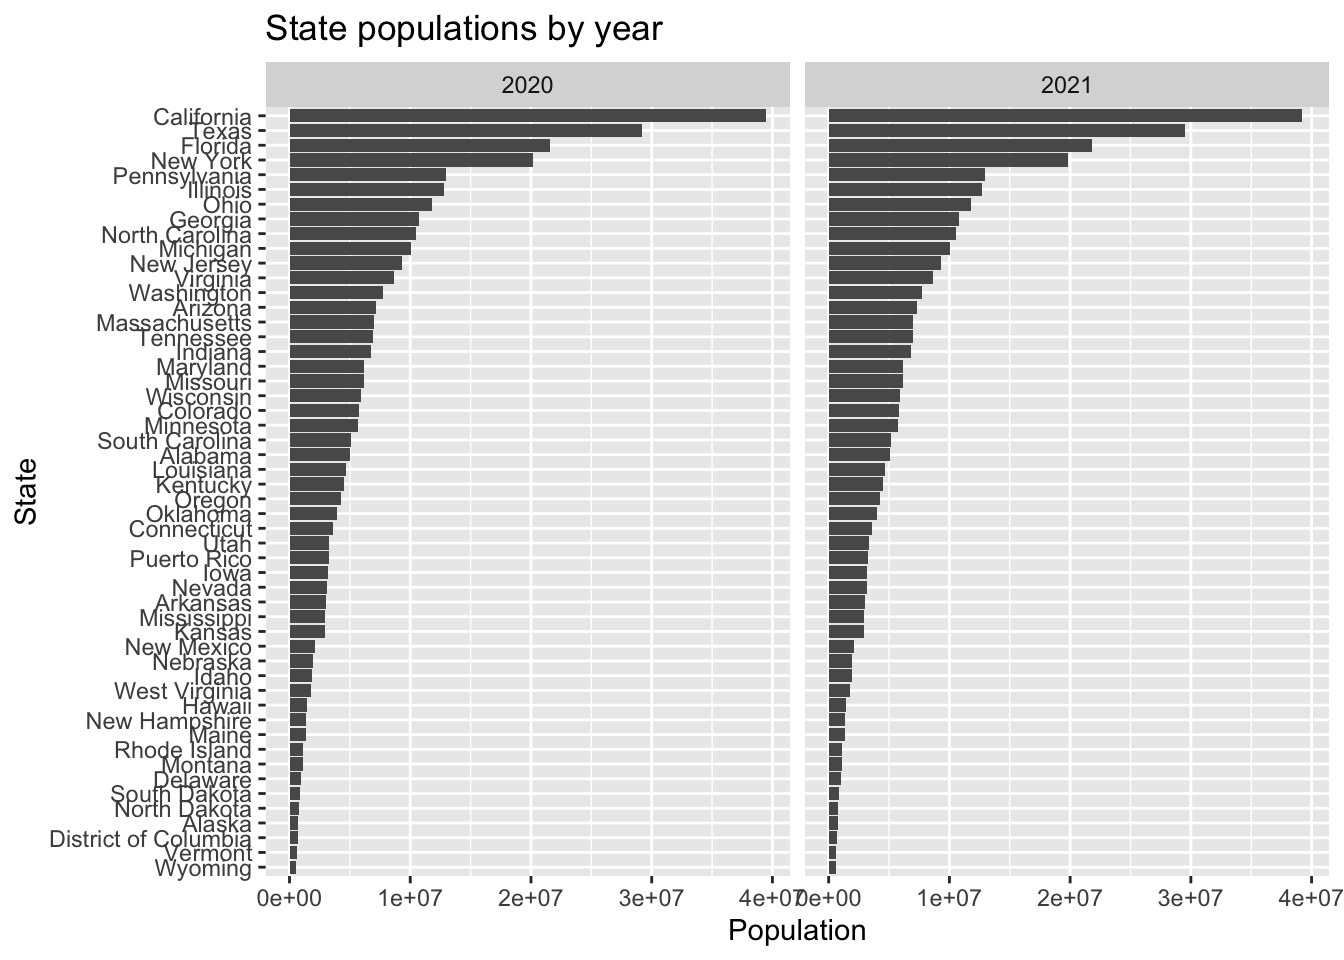 State populations by year
2020 2021
California
Texas
Florida
New York
Pennsylvania
Illinois
Ohio
Georgia
North Carolina
Michigan
New Jersey
Virginia
Washington
Arizona
Massachusetts
Tennessee
Indiana
Maryland
Missouri
Wisconsin
Colorado
Minnesota
South Carolina
Alabama
Louisiana
Kentucky
Oregon
Oklahoma
Connecticut
Utah
Puerto Rico
Iowa
Nevada
Arkansas
Mississippi
Kansas
New Mexico
Nebraska
Idaho
West Virginia
Hawaii
New Hampshire
Maine
Rhode Island
Montana
Delaware
South Dakota
North Dakota
Alaska
District of Columbia
Vermont
Wyoming
State
0e+00 1e+07 2e+07 3e+07 4e+07 0e+00 1e+07 2e+07 3e+07 4e+07
Population